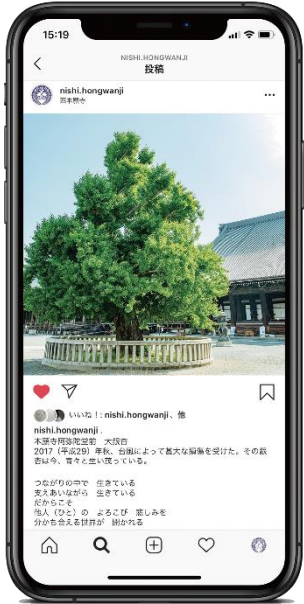 15:19
NISHI.HONGWANJI
投稿
nishi.hongwanji
西本願寺
いいね！: nishi.hongwanji、他
nishi.hongwanji .
本願寺阿弥陀堂前　大銀杏
2017（平成29）年秋、台風によって甚大な損傷を受けた。その銀
杏は今、青々と生い茂っている。
つながりの中で　生きている
支えあいながら　生きている
だからこそ
他人（ひと）の　よろこび　悲しみを
分かち合える世界が　開かれる